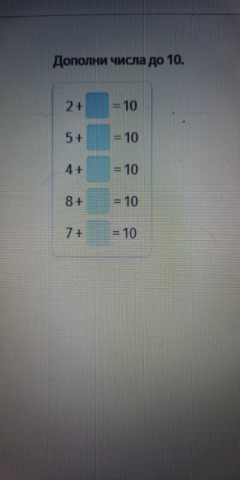 Дополни числа до 10.
2 + = 10
5 + = 10
4 + = 10
8 + = 10
7 + = 10